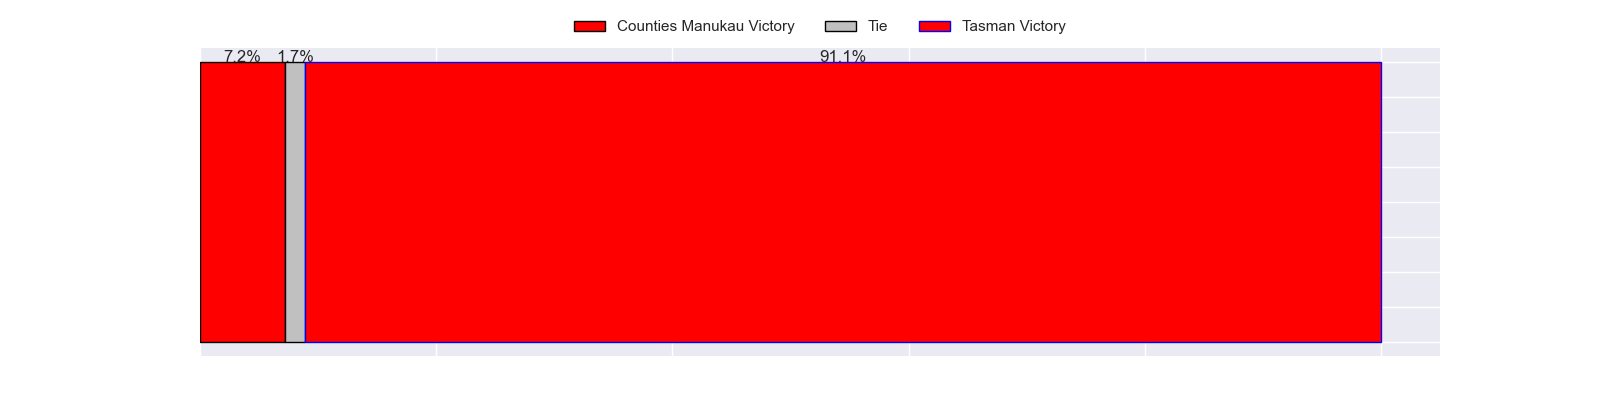 Counties Manukau Victory Tie Tasman Victory
7.2% 1.7% 91.1%